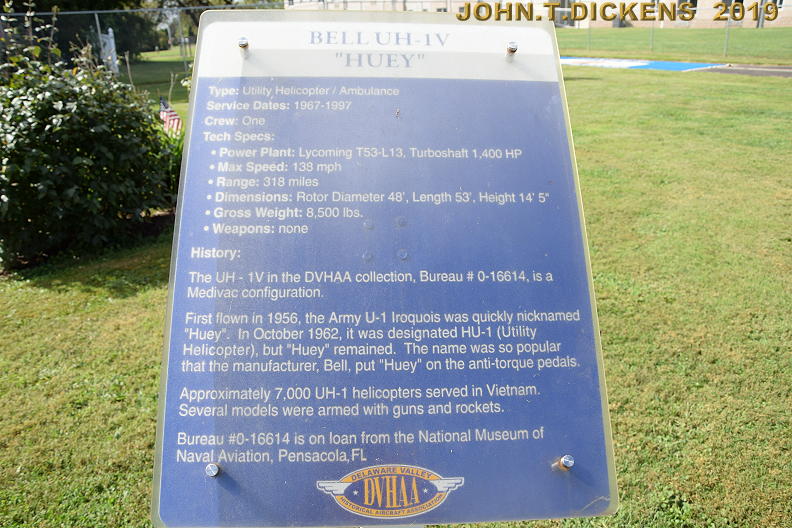 JOHN.T.DICKENS 2019
BELL UH-1V
"HUEY"
Type: Utility Helicopter / Ambulance
Service Dates: 1967-1997
Crew: One
Tech Specs:
• Power Plant: Lycoming T53-L13, Turboshaft 1,400 HP
• Max Speed: 138 mph
• Range: 318 miles
• Dimensions: Rotor Diameter 48', Length 53', Height 14' 5"
• Gross Weight: 8,500 lbs.
• Weapons: none
History:
The UH - 1V in the DVHAA collection, Bureau # 0-16614, is a
Medivac configuration.
First flown in 1956, the Army U-1 Iroquois was quickly nicknamed
"Huey". In October 1962, it was designated HU-1 (Utility
Helicopter), but "Huey" remained. The name was so popular
that the manufacturer, Bell, put "Huey" on the anti-torque pedals.
Approximately 7,000 UH-1 helicopters served in Vietnam.
Several models were armed with guns and rockets.
Bureau #0-16614 is on loan from the National Museum of
Naval Aviation, Pensacola,FL
DELAWARE VALLEY
DVHAA
HISTORICAL AIRCRAFT ASSOCIATION